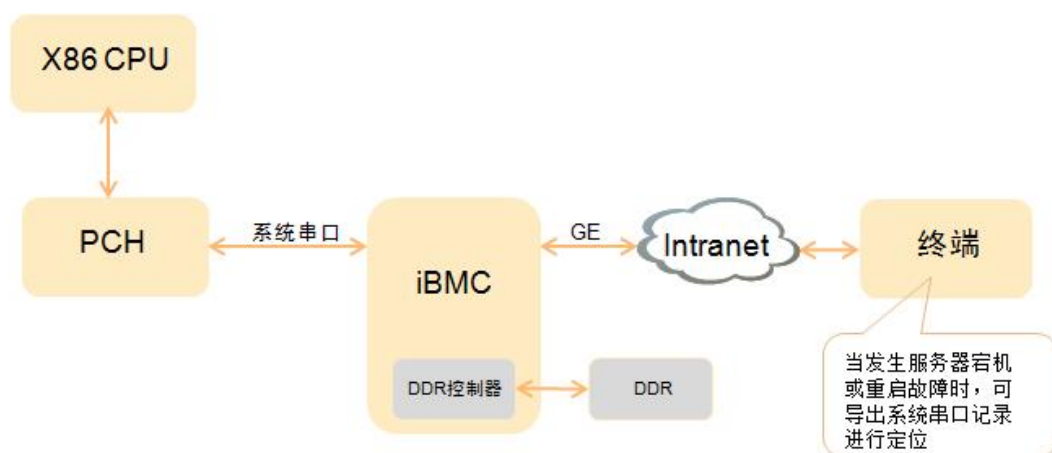 X86 CPU
PCH
系统串口
iBMC
GE
Intranet
终端
DDR控制器
DDR
当发生服务器宕机
或重启故障时，可
导出系统串口记录
进行定位